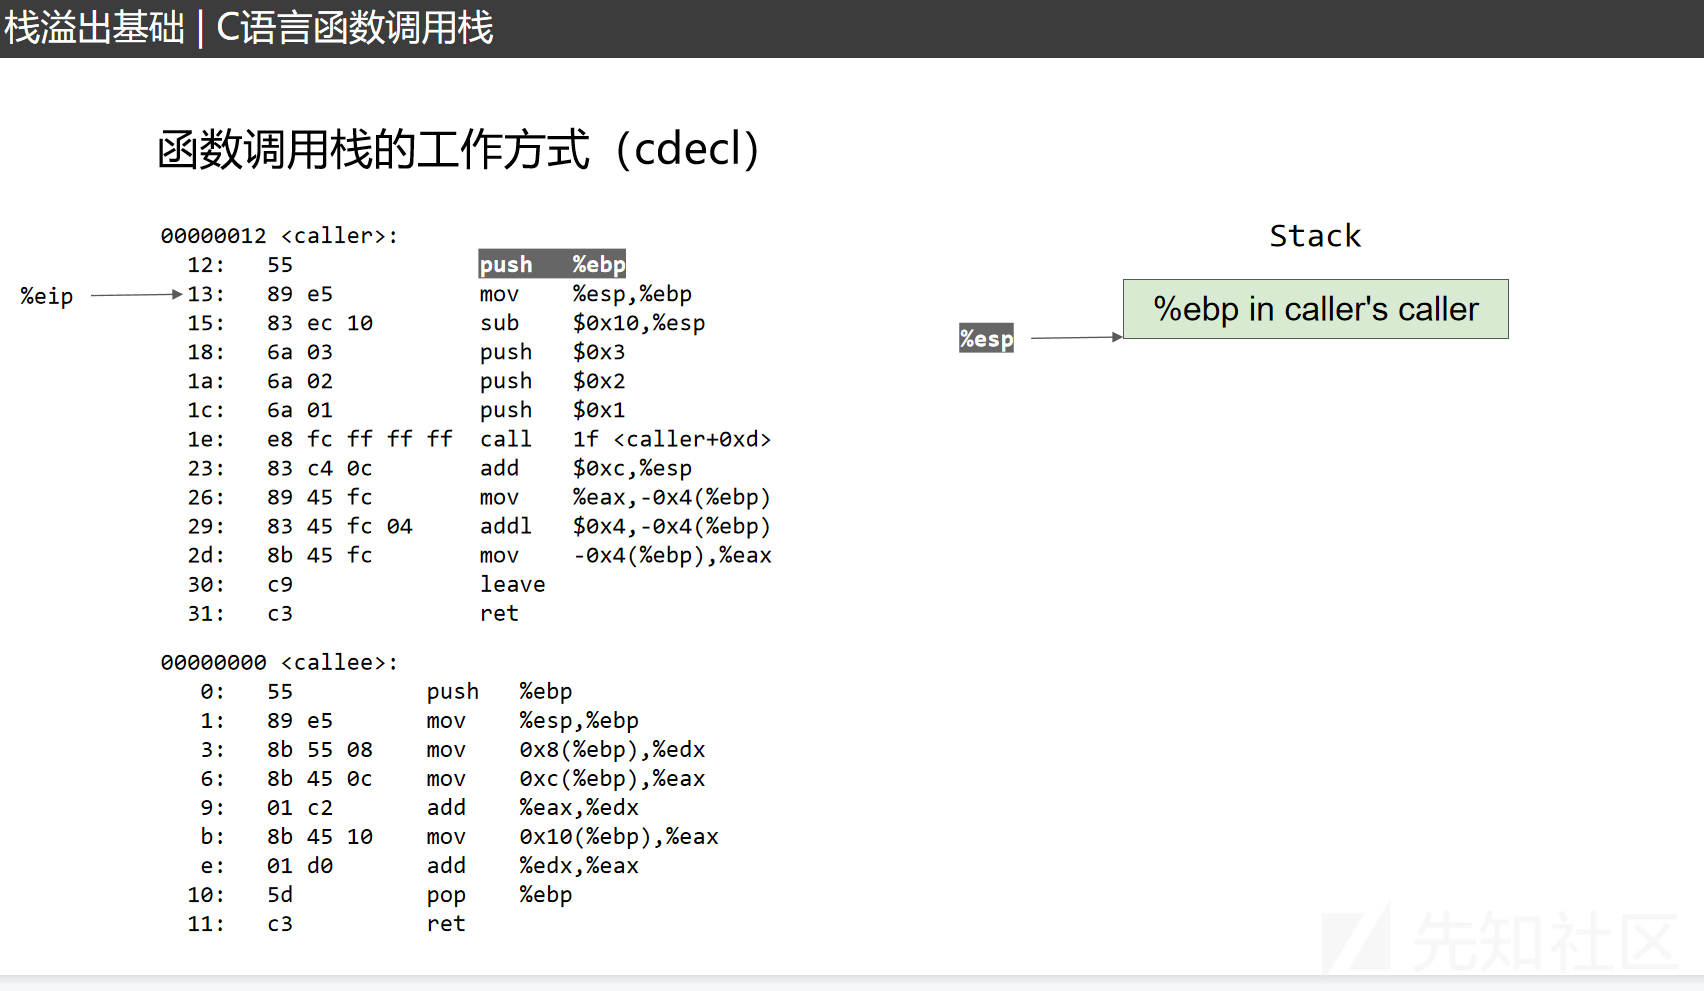 栈溢出基础 | C语言函数调用栈
函数调用栈的工作方式（cdecl）
00000012 <caller>:
12: 55 push %ebp
%eip
13: 89 e5 mov %esp,%ebp
15: 83 ec 10 sub $0x10,%esp
18: 6a 03 push $0x3
1a: 6a 02 push $0x2
1c: 6a 01 push $0x1
1e: e8 fc ff ff ff call 1f <caller+0xd>
23: 83 c4 0c add $0xc,%esp
26: 89 45 fc mov %eax,-0x4(%ebp)
29: 83 45 fc 04 addl $0x4,-0x4(%ebp)
2d: 8b 45 fc mov -0x4(%ebp),%eax
30: c9 leave
31: c3 ret
00000000 <callee>:
0: 55 push %ebp
1: 89 e5 mov %esp,%ebp
3: 8b 55 08 mov 0x8(%ebp),%edx
6: 8b 45 0c mov 0xc(%ebp),%eax
9: 01 c2 add %eax,%edx
b: 8b 45 10 mov 0x10(%ebp),%eax
e: 01 d0 add %edx,%eax
10: 5d pop %ebp
11: c3 ret
Stack
%ebp in caller's caller
%esp
先知社区